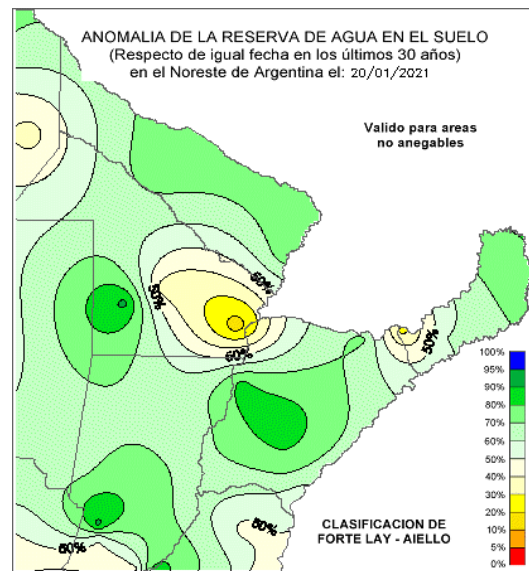 ANOMALIA DE LA RESERVA DE AGUA EN EL SUELO
(Respecto de igual fecha en los últimos 30 años)
en el Noreste de Argentina el: 20/01/2021
Valido para areas
no anegables
50%
50%
50%
60%
50%
60%
100%
95%
90%
80%
70%
60%
50%
40%
30%
20%
10%
5%
0%
CLASIFICACION DE
FORTE LAY - AIELLO